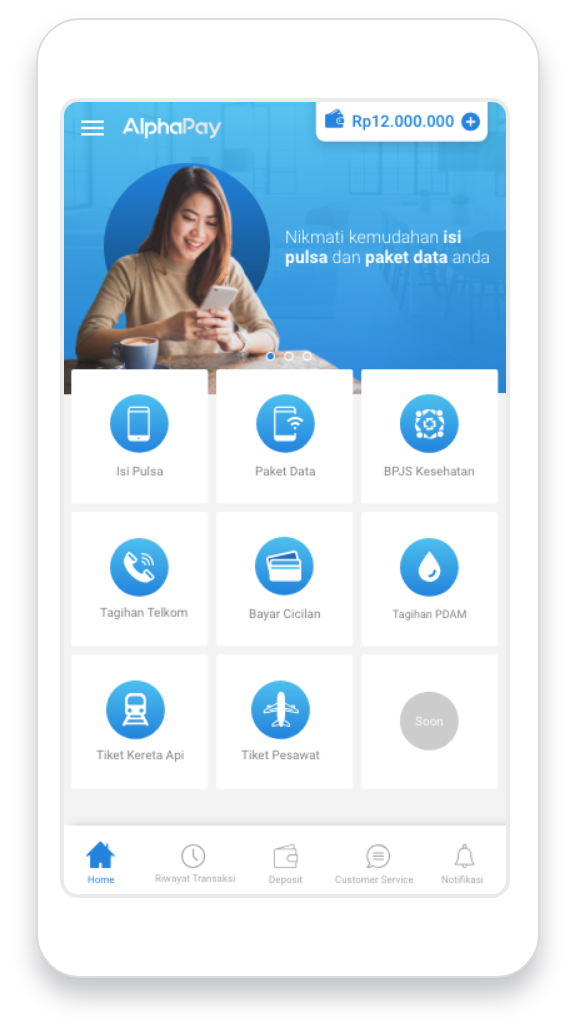 AlphaPay
Rp12.000.000
Nikmati kemudahan isi
pulsa dan paket data anda
Isi Pulsa
Paket Data
BPJS Kesehatan
Tagihan Telkom
Bayar Cicilan
Tagihan PDAM
Tiket Kereta Api
Tiket Pesawat
Soon
Home
Riwayat Transaksi
Deposit
Customer Service
Notifikasi